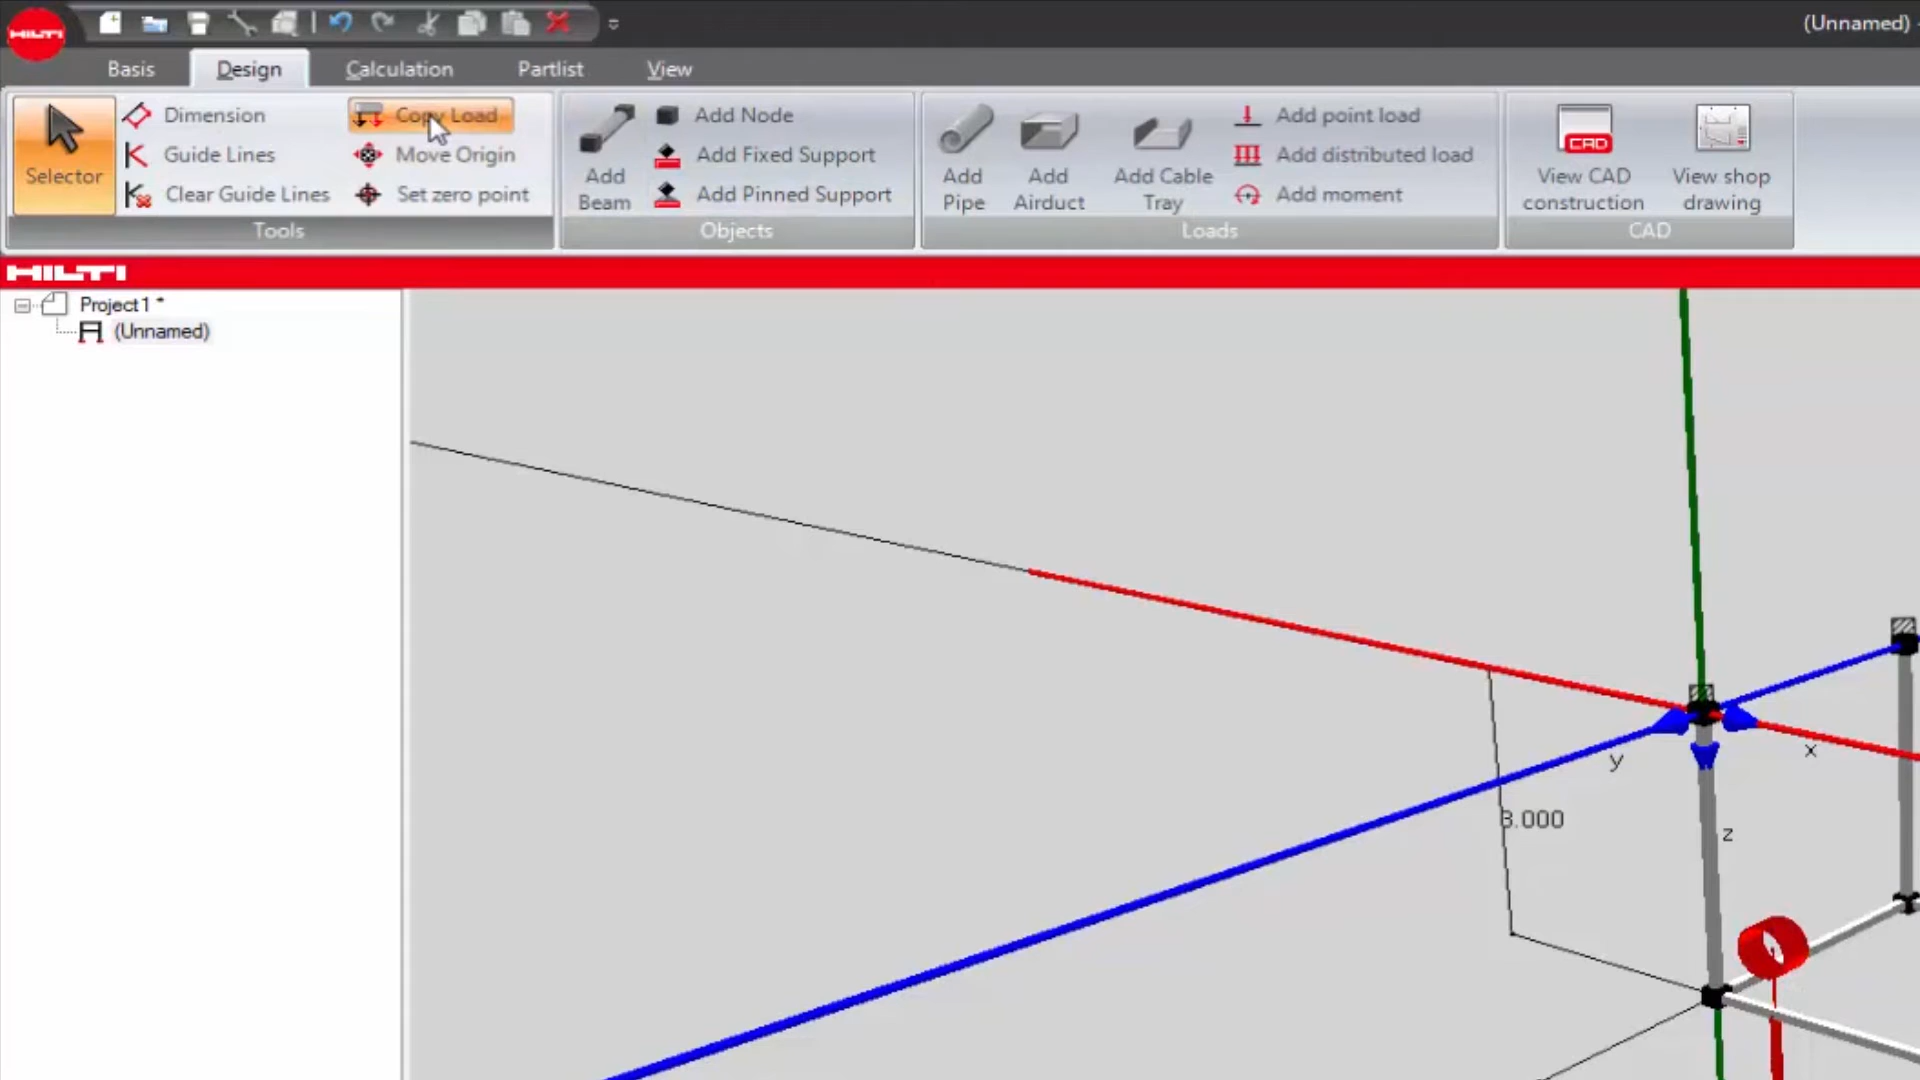 HILTI
(Unnamed) -
Basis
Design
Calculation
Partlist
View
Selector
Dimension
Guide Lines
Clear Guide Lines
Copy Load
Move Origin
Set zero point
Tools
Add
Beam
Add Node
Add Fixed Support
Add Pinned Support
Objects
Add
Pipe
Add
Airduct
Add Cable
Tray
Add point load
Add distributed load
Add moment
Loads
CAD
View CAD
construction
View shop
drawing
CAD
HILTI
Project1 *
(Unnamed)
x
y
3.000
z